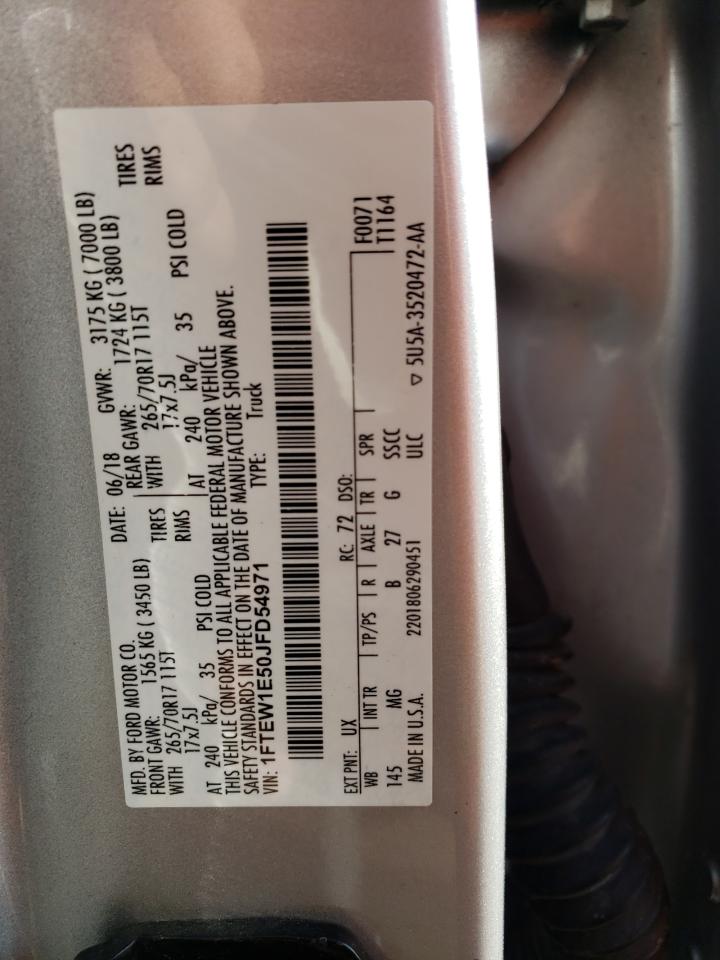 MFD. BY FORD MOTOR CO. DATE: 06/18 GVWR: 3175 KG ( 7000 LB)
FRONT GAWR: 1565 KG ( 3450 LB) REAR GAWR: 1724 KG ( 3800 LB)
WITH 265/70R17 115T TIRES WITH 265/70R17 115T TIRES
17x7.5J RIMS 17x7.5J RIMS
AT 240 kPa/ 35 PSI COLD AT 240 kPa/ 35 PSI COLD
THIS VEHICLE CONFORMS TO ALL APPLICABLE FEDERAL MOTOR VEHICLE
SAFETY STANDARDS IN EFFECT ON THE DATE OF MANUFACTURE SHOWN ABOVE.
VIN: 1FTEW1E50JFD54971 TYPE: Truck
EXT PNT: UX RC: 72 DSO: F0071
WB INT TR TP/PS R AXLE TR SPR T1164
145 MG B 27 G SSCC
MADE IN U.S.A. 2201806290451 ULC ▽ 5U5A-3520472-AA